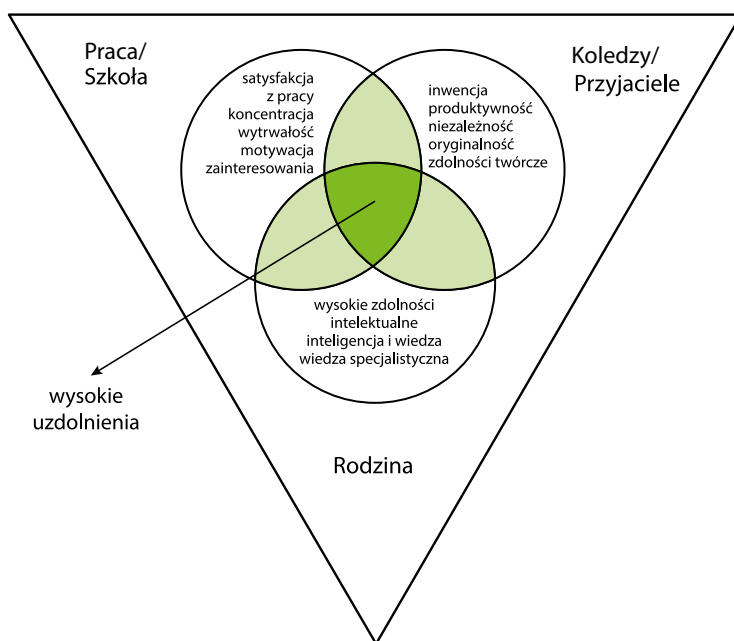 Praca/
Szkoła
Koledzy/
Przyjaciele
satysfakcja
z pracy
koncentracja
wytrwałość
motywacja
zainteresowania
inwencja
produktywność
niezależność
oryginalność
zdolności twórcze
wysokie zdolności
intelektualne
inteligencja i wiedza
wiedza specjalistyczna
wysokie
uzdolnienia
Rodzina